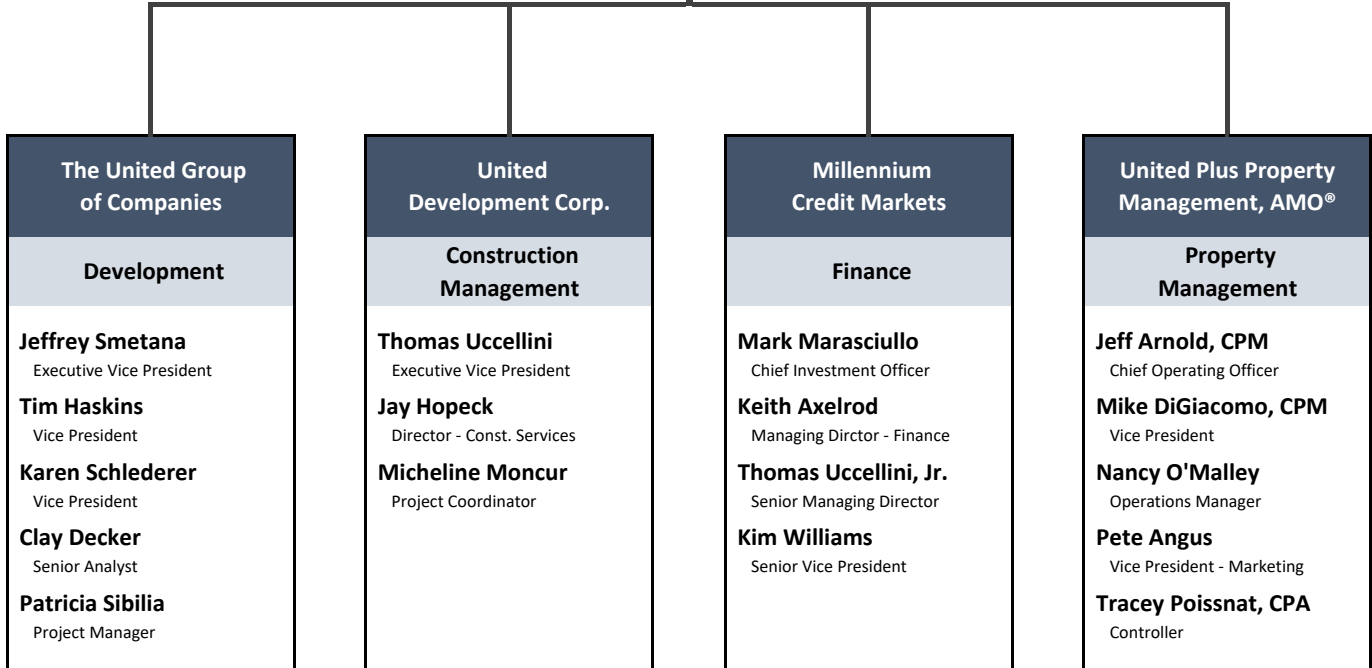 The United Group
of Companies
Development
Jeffrey Smetana
Executive Vice President
Tim Haskins
Vice President
Karen Schlederer
Vice President
Clay Decker
Senior Analyst
Patricia Sibilia
Project Manager
United
Development Corp.
Construction
Management
Thomas Uccellini
Executive Vice President
Jay Hopeck
Director - Const. Services
Micheline Moncur
Project Coordinator
Millennium
Credit Markets
Finance
Mark Marasciullo
Chief Investment Officer
Keith Axelrod
Managing Dirctor - Finance
Thomas Uccellini, Jr.
Senior Managing Director
Kim Williams
Senior Vice President
United Plus Property
Management, AMO®
Property
Management
Jeff Arnold, CPM
Chief Operating Officer
Mike DiGiacomo, CPM
Vice President
Nancy O'Malley
Operations Manager
Pete Angus
Vice President - Marketing
Tracey Poissnat, CPA
Controller